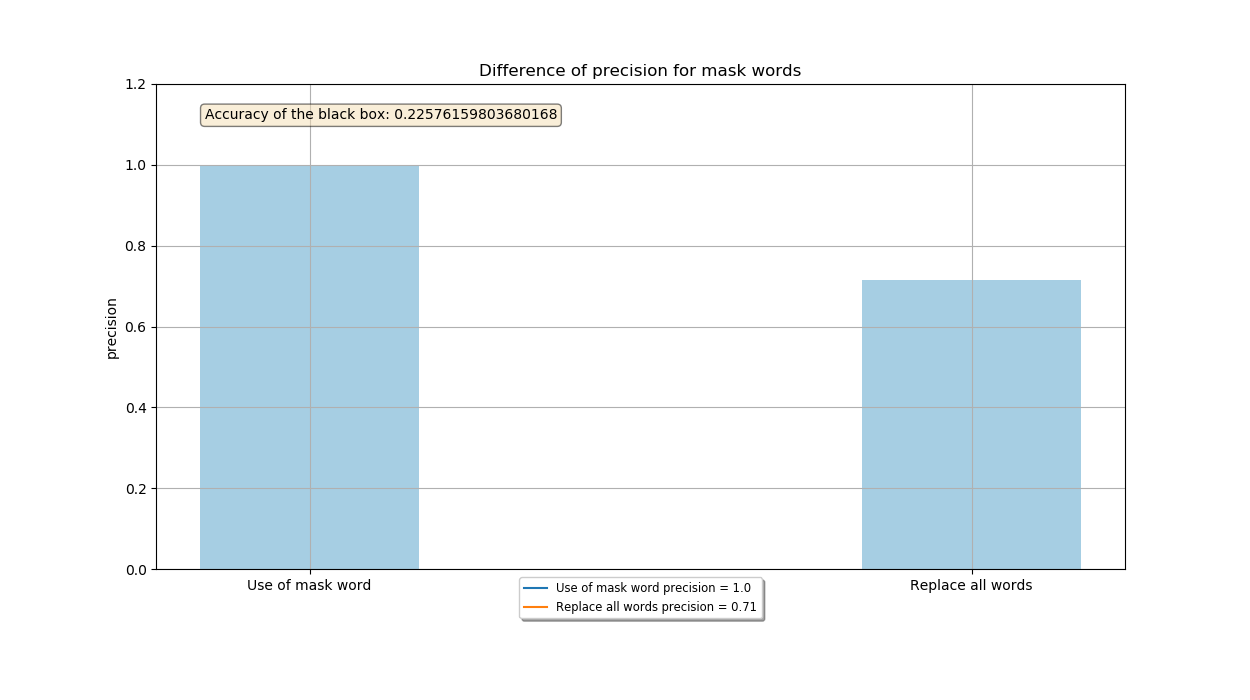 Difference of precision for mask words
1.2
Accuracy of the black box: 0.22576159803680168
1.0
0.8
0.6
precision
0.4
0.2
0.0
Use of mask word
Replace all words
Use of mask word precision = 1.0
Replace all words precision = 0.71